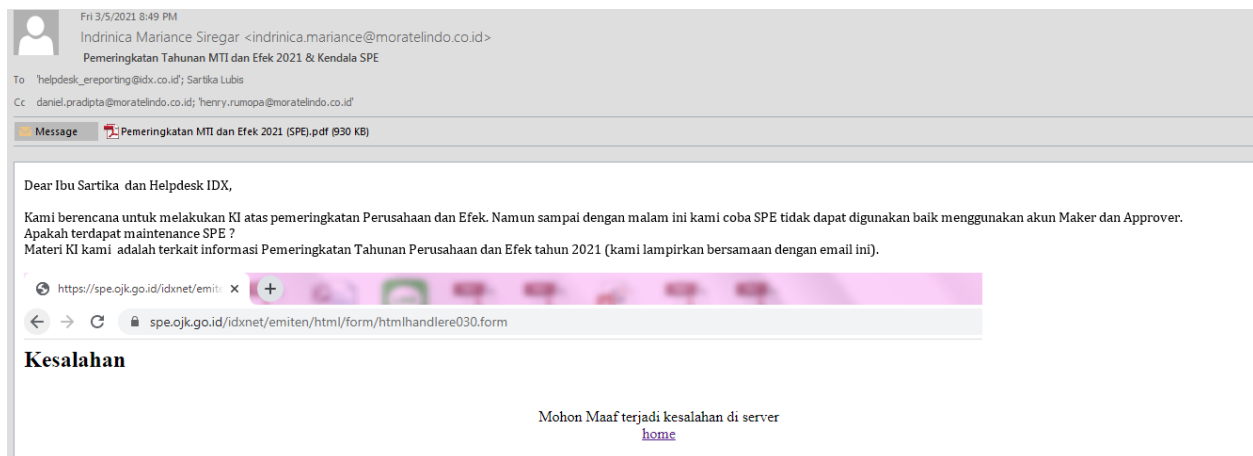 Fri 3/5/2021 8:49 PM
Indrinica Mariance Siregar <indrinica.mariance@moratelindo.co.id>
Pemeringkatan Tahunan MTI dan Efek 2021 & Kendala SPE
To 'helpdesk_ereporting@idx.co.id'; Sartika Lubis
Cc daniel.pradipta@moratelindo.co.id; 'henry.rumopa@moratelindo.co.id'
Message Pemeringkatan MTI dan Efek 2021 (SPE).pdf (930 KB)
Dear Ibu Sartika dan Helpdesk IDX,
Kami berencana untuk melakukan KI atas pemeringkatan Perusahaan dan Efek. Namun sampai dengan malam ini kami coba SPE tidak dapat digunakan baik menggunakan akun Maker dan Approver.
Apakah terdapat maintenance SPE ?
Materi KI kami adalah terkait informasi Pemeringkatan Tahunan Perusahaan dan Efek tahun 2021 (kami lampirkan bersamaan dengan email ini).
https://spe.ojk.go.id/idxnet/emit
spe.ojk.go.id/idxnet/emiten/html/form/htmlhandlere030.form
Kesalahan
Mohon Maaf terjadi kesalahan di server
home